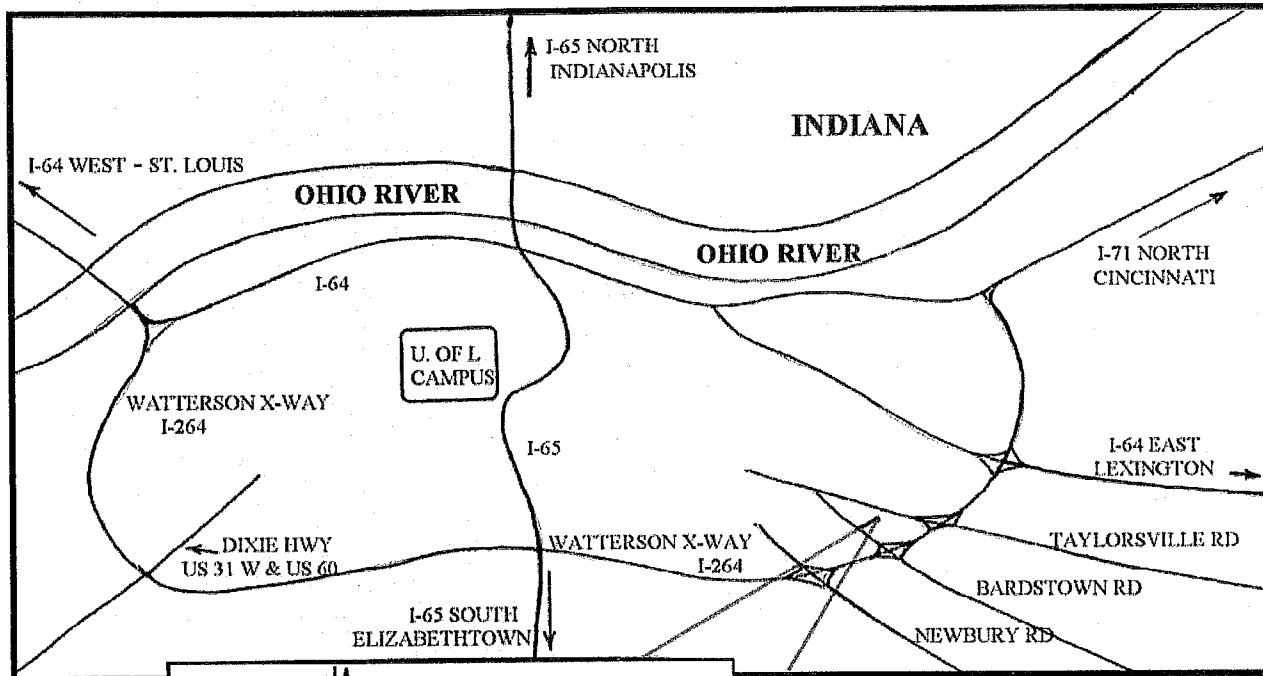 I-65 NORTH
INDIANAPOLIS
INDIANA
I-64 WEST - ST. LOUIS
OHIO RIVER
OHIO RIVER
I-71 NORTH
CINCINNATI
I-64
U. OF L
CAMPUS
WATTERSON X-WAY
I-264
I-65
I-64 EAST
LEXINGTON
DIXIE HWY
US 31 W & US 60
WATTERSON X-WAY
I-264
TAYLORSVILLE RD
BARDSTOWN RD
I-65 SOUTH
ELIZABETHTOWN
NEWBURY RD